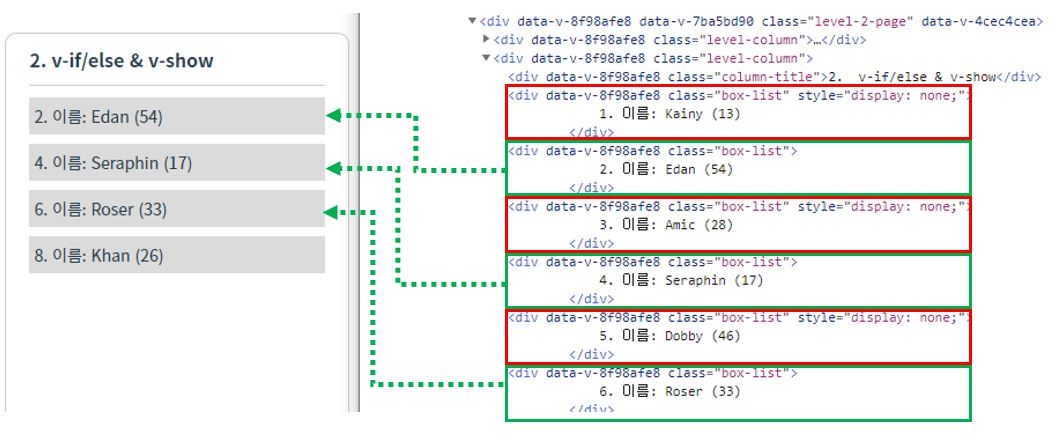 2. v-if/else & v-show
2. 이름: Edan (54)
4. 이름: Seraphin (17)
6. 이름: Roser (33)
8. 이름: Khan (26)
▼<div data-v-8f98afe8 data-v-7ba5bd90 class="level-2-page" data-v-4cec4cea>
▶<div data-v-8f98afe8 class="level-column">…</div>
▼<div data-v-8f98afe8 class="level-column">
<div data-v-8f98afe8 class="column-title">2.  v-if/else & v-show</div>
<div data-v-8f98afe8 class="box-list" style="display: none;">
1. 이름: Kainy (13)
</div>
<div data-v-8f98afe8 class="box-list">
2. 이름: Edan (54)
</div>
<div data-v-8f98afe8 class="box-list" style="display: none;">
3. 이름: Amic (28)
</div>
<div data-v-8f98afe8 class="box-list">
4. 이름: Seraphin (17)
</div>
<div data-v-8f98afe8 class="box-list" style="display: none;">
5. 이름: Dobby (46)
</div>
<div data-v-8f98afe8 class="box-list">
6. 이름: Roser (33)
</div>